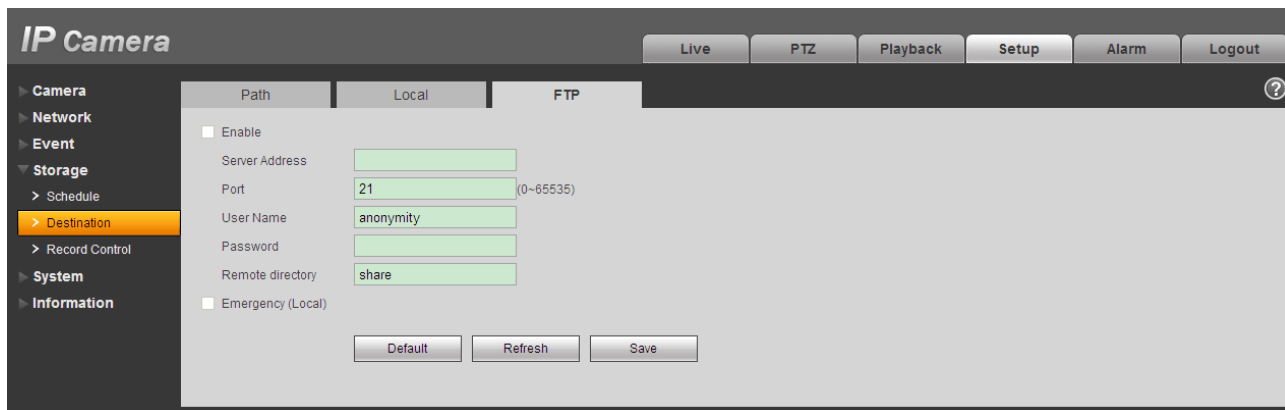 IP Camera
Live PTZ Playback Setup Alarm Logout
Camera
Network
Event
Storage
> Schedule
> Destination
> Record Control
System
Information
Path Local FTP
?
Enable
Server Address
Port 21 (0~65535)
User Name anonymity
Password
Remote directory share
Emergency (Local)
Default Refresh Save